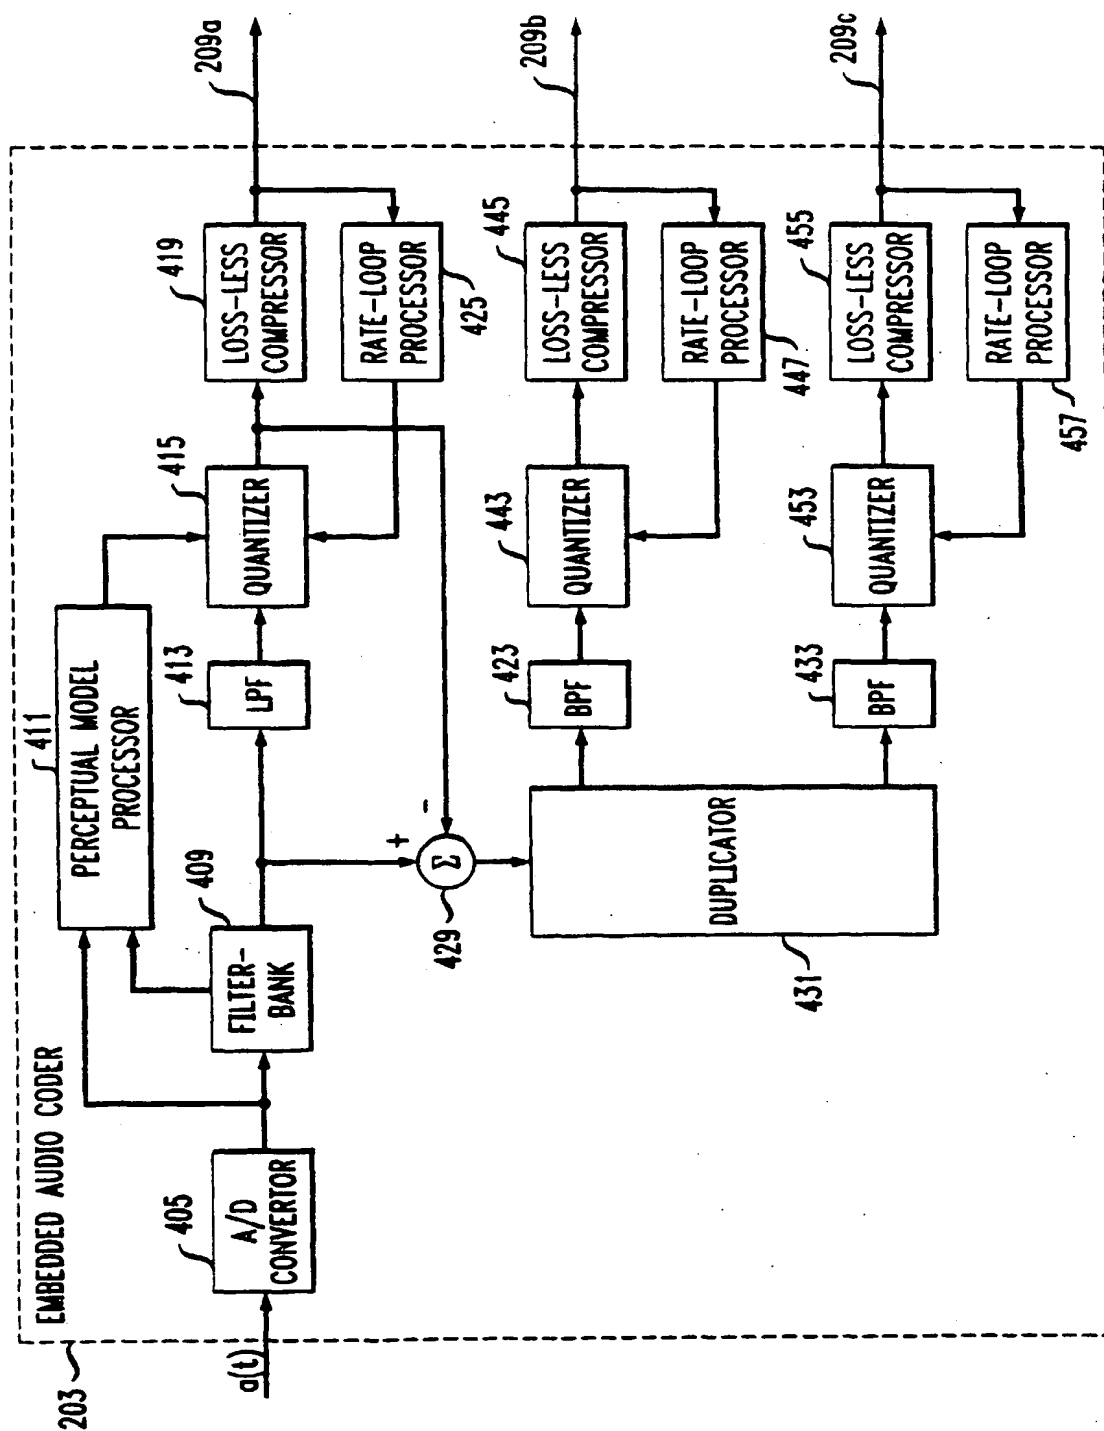 203
EMBEDDED AUDIO CODER
a(t)
405
A/D
CONVERTOR
409
FILTER-
BANK
411
PERCEPTUAL MODEL
PROCESSOR
413
LPF
415
QUANTIZER
419
LOSS-LESS
COMPRESSOR
209a
RATE-LOOP
PROCESSOR
425
+
-
Σ
429
DUPLICATOR
431
423
BPF
443
QUANTIZER
445
LOSS-LESS
COMPRESSOR
209b
RATE-LOOP
PROCESSOR
447
433
BPF
453
QUANTIZER
455
LOSS-LESS
COMPRESSOR
209c
RATE-LOOP
PROCESSOR
457